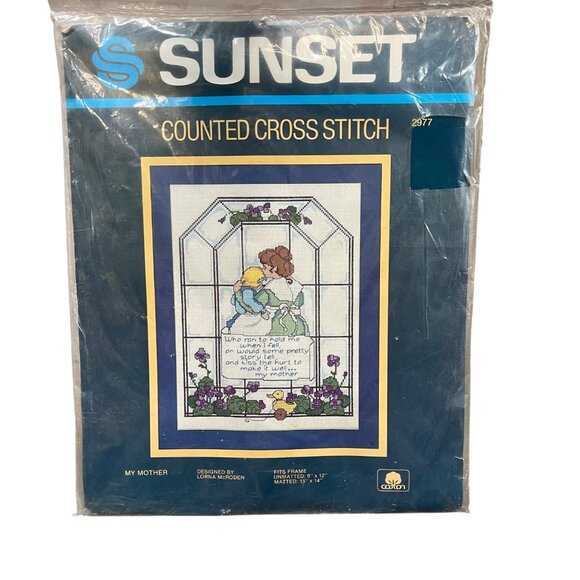 SUNSET
COUNTED CROSS STITCH
2977
Who ran to hold me
when I fell
or would some pretty
story tell
and kiss the hurt to
make it well...
my mother
MY MOTHER
DESIGNED BY
LORNA McRODEN
FITS FRAME
UNMATTED: 9" x 12"
MATTED: 11" x 14"
cotton